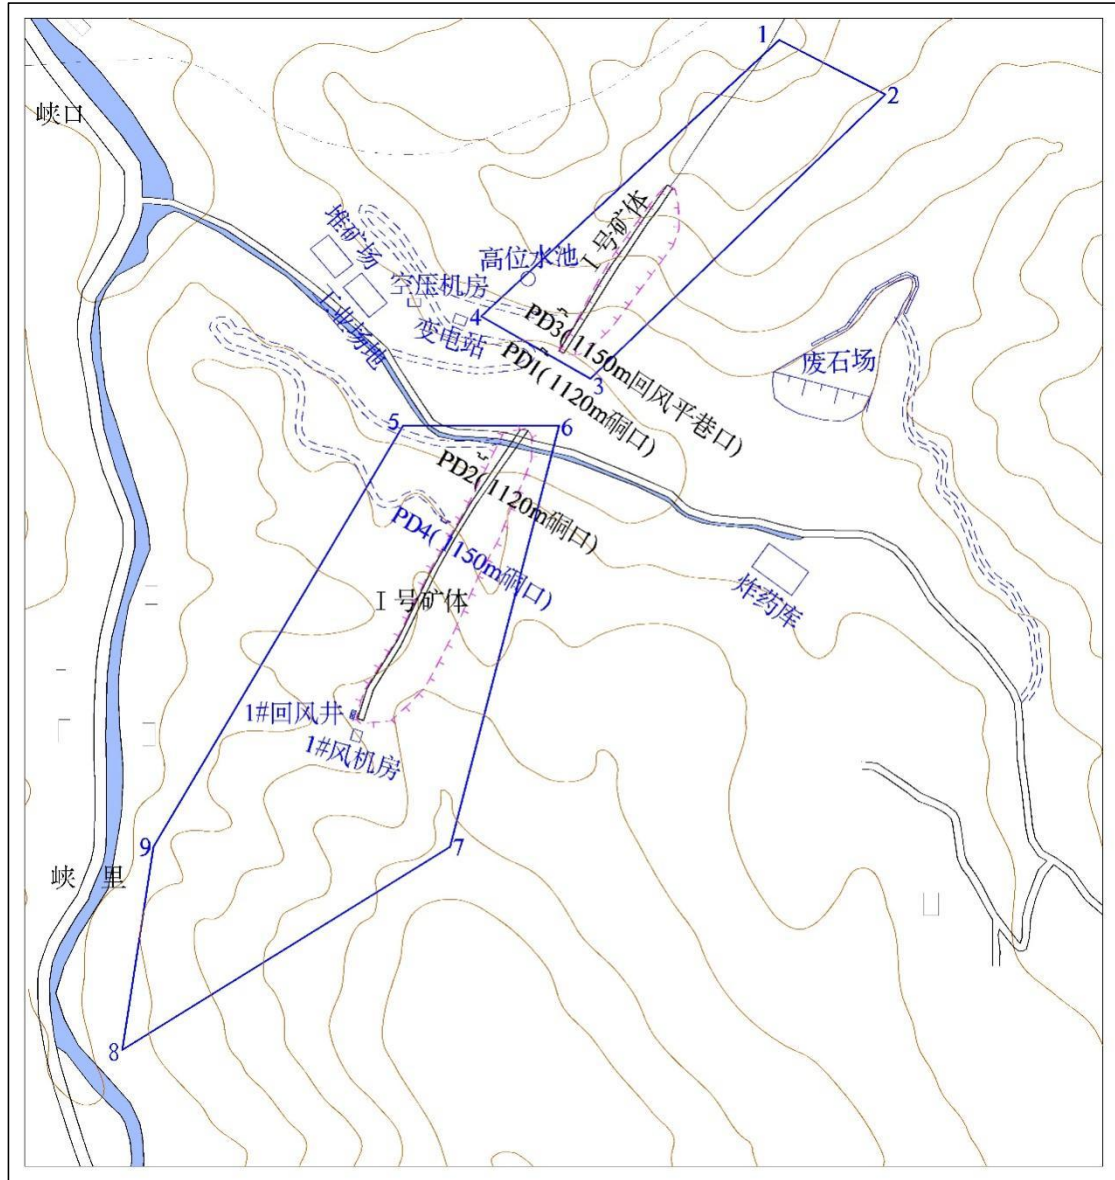 1
2
峡口
堆矿场
Ⅰ号矿体
高位水池
空压机房
4
变电站
工业场地
PD3(1150m回风平巷口)
PD1(1120m硐口)
3
废石场
5
6
PD2(1120m硐口)
PD4(1150m硐口)
炸药库
Ⅰ号矿体
1#回风井
1#风机房
9
7
峡 里
8